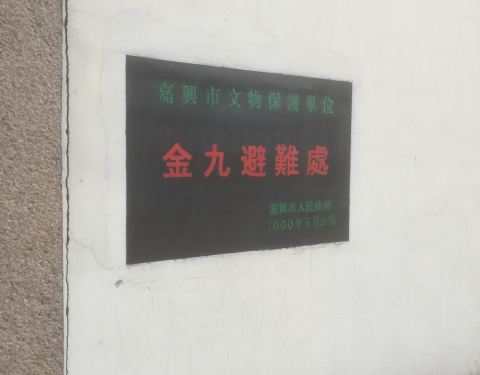 嘉興市文物保護單位
金九避難處
嘉興市人民政府
二000年五月公佈